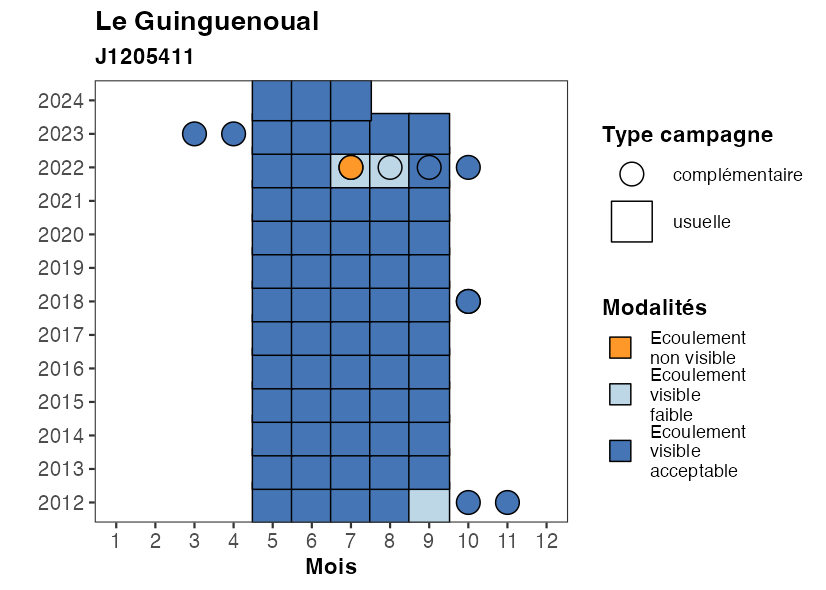 Le Guinguenoual
J1205411
2024
2023
2022
2021
2020
2019
2018
2017
2016
2015
2014
2013
2012
1 2 3 4 5 6 7 8 9 10 11 12
Mois
Type campagne
complémentaire
usuelle
Modalités
Ecoulement
non visible
Ecoulement
visible
faible
Ecoulement
visible
acceptable